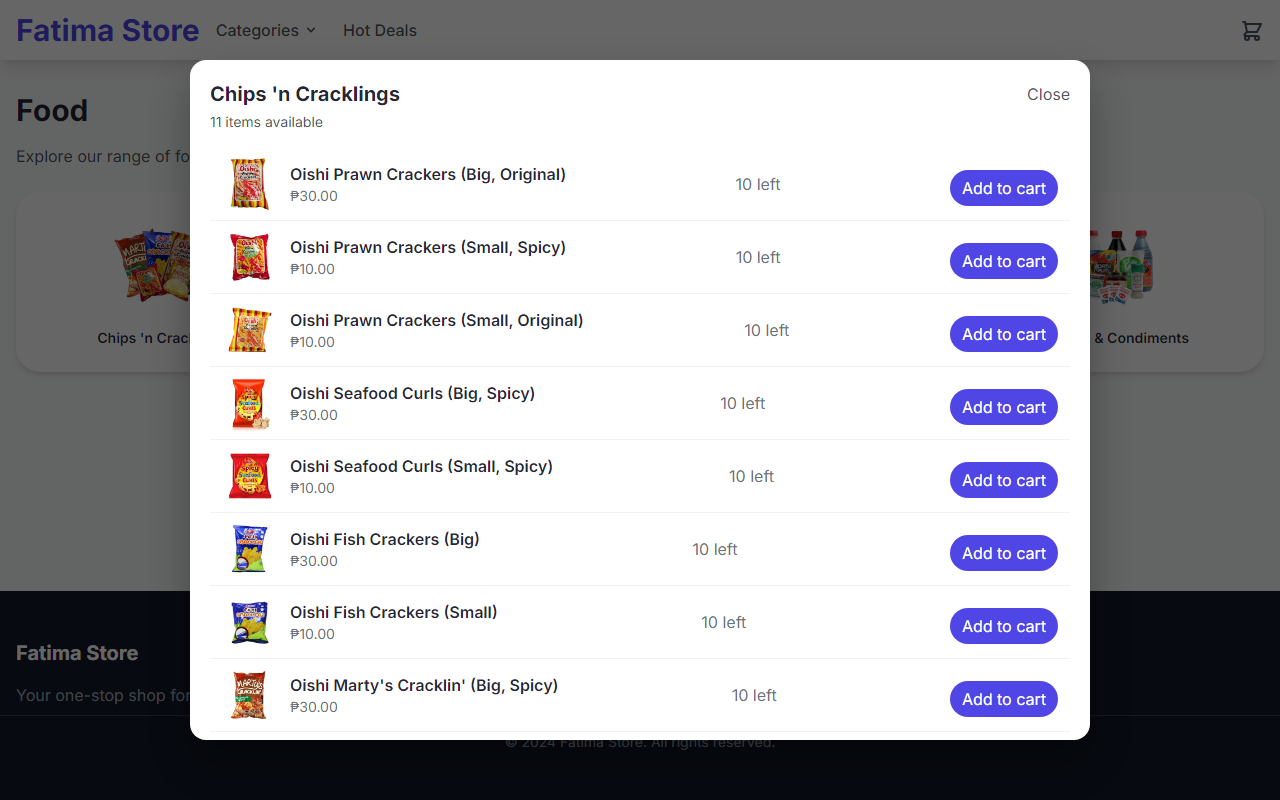 Fatima Store
Categories
Hot Deals
Food
Explore our range of fo
Chips 'n Crac
& Condiments
Chips 'n Cracklings
Close
11 items available
Oishi Prawn Crackers (Big, Original)
₱30.00
10 left
Add to cart
Oishi Prawn Crackers (Small, Spicy)
₱10.00
10 left
Add to cart
Oishi Prawn Crackers (Small, Original)
₱10.00
10 left
Add to cart
Oishi Seafood Curls (Big, Spicy)
₱30.00
10 left
Add to cart
Oishi Seafood Curls (Small, Spicy)
₱10.00
10 left
Add to cart
Oishi Fish Crackers (Big)
₱30.00
10 left
Add to cart
Oishi Fish Crackers (Small)
₱10.00
10 left
Add to cart
Oishi Marty's Cracklin' (Big, Spicy)
₱30.00
10 left
Add to cart
Fatima Store
Your one-stop shop for
© 2024 Fatima Store. All rights reserved.